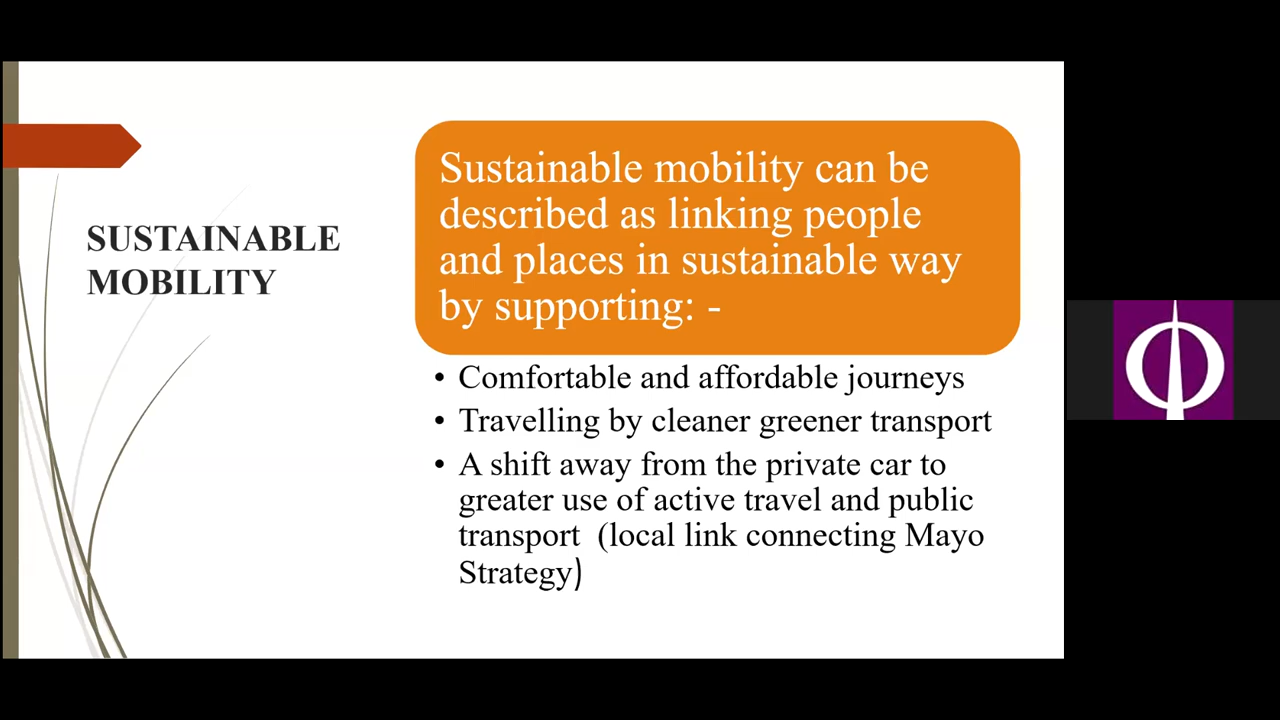 SUSTAINABLE
MOBILITY
Sustainable mobility can be
described as linking people
and places in sustainable way
by supporting: -
• Comfortable and affordable journeys
• Travelling by cleaner greener transport
• A shift away from the private car to
greater use of active travel and public
transport (local link connecting Mayo
Strategy)